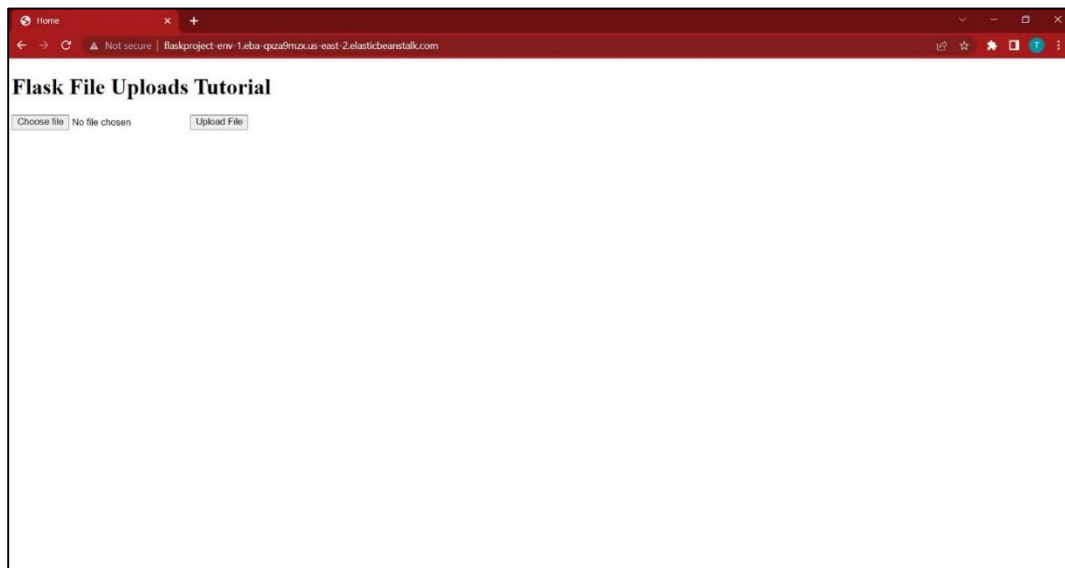 Home
Not secure | flaskproject-env-1.eba-qxza9mzx.us-east-2.elasticbeanstalk.com
T
Flask File Uploads Tutorial
Choose file No file chosen Upload File